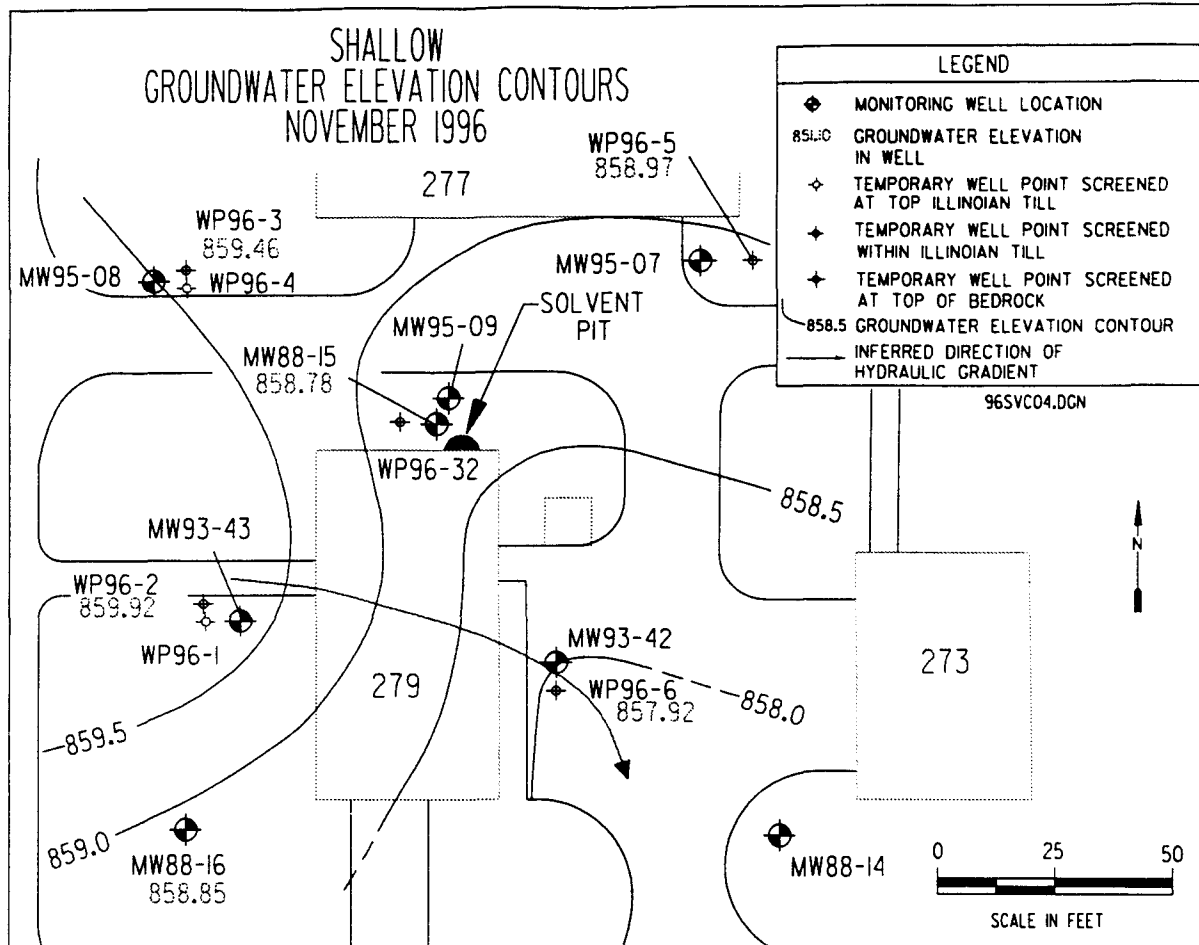 SHALLOW
GROUNDWATER ELEVATION CONTOURS
NOVEMBER 1996
LEGEND
MONITORING WELL LOCATION
GROUNDWATER ELEVATION
IN WELL
TEMPORARY WELL POINT SCREENED
AT TOP ILLINOIAN TILL
TEMPORARY WELL POINT SCREENED
WITHIN ILLINOIAN TILL
TEMPORARY WELL POINT SCREENED
AT TOP OF BEDROCK
858.5 GROUNDWATER ELEVATION CONTOUR
INFERRED DIRECTION OF
HYDRAULIC GRADIENT
96SVC04.DGN
WP96-5
858.97
277
WP96-3
859.46
MW95-08
WP96-4
MW95-07
SOLVENT
PIT
MW95-09
MW88-15
858.78
WP96-32
858.5
MW93-43
WP96-2
859.92
WP96-1
N
MW93-42
WP96-6
857.92
858.0
279
273
859.5
859.0
MW88-16
858.85
MW88-14
0 25 50
SCALE IN FEET